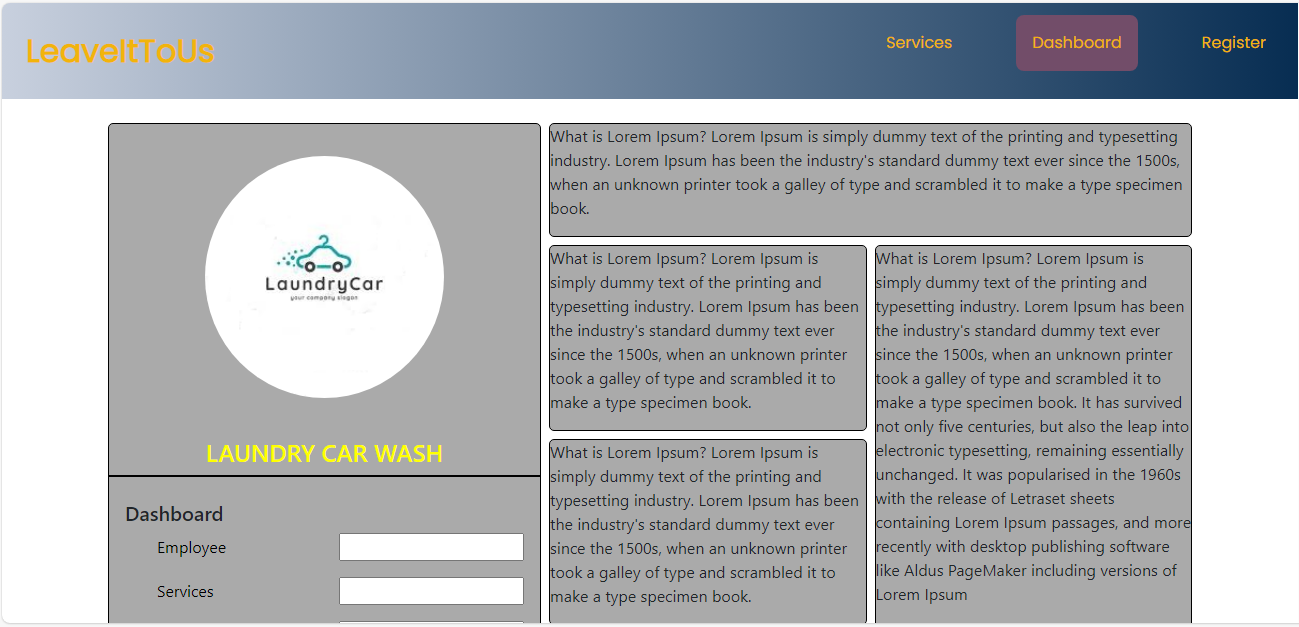 LeaveItToUs
Services
Dashboard
Register
LaundryCar
your company slogan
LAUNDRY CAR WASH
Dashboard
Employee
Services
What is Lorem Ipsum? Lorem Ipsum is simply dummy text of the printing and typesetting
industry. Lorem Ipsum has been the industry's standard dummy text ever since the 1500s,
when an unknown printer took a galley of type and scrambled it to make a type specimen
book.
What is Lorem Ipsum? Lorem Ipsum is
simply dummy text of the printing and
typesetting industry. Lorem Ipsum has been
the industry's standard dummy text ever
since the 1500s, when an unknown printer
took a galley of type and scrambled it to
make a type specimen book.
What is Lorem Ipsum? Lorem Ipsum is
simply dummy text of the printing and
typesetting industry. Lorem Ipsum has been
the industry's standard dummy text ever
since the 1500s, when an unknown printer
took a galley of type and scrambled it to
make a type specimen book.
What is Lorem Ipsum? Lorem Ipsum is
simply dummy text of the printing and
typesetting industry. Lorem Ipsum has been
the industry's standard dummy text ever
since the 1500s, when an unknown printer
took a galley of type and scrambled it to
make a type specimen book. It has survived
not only five centuries, but also the leap into
electronic typesetting, remaining essentially
unchanged. It was popularised in the 1960s
with the release of Letraset sheets
containing Lorem Ipsum passages, and more
recently with desktop publishing software
like Aldus PageMaker including versions of
Lorem Ipsum